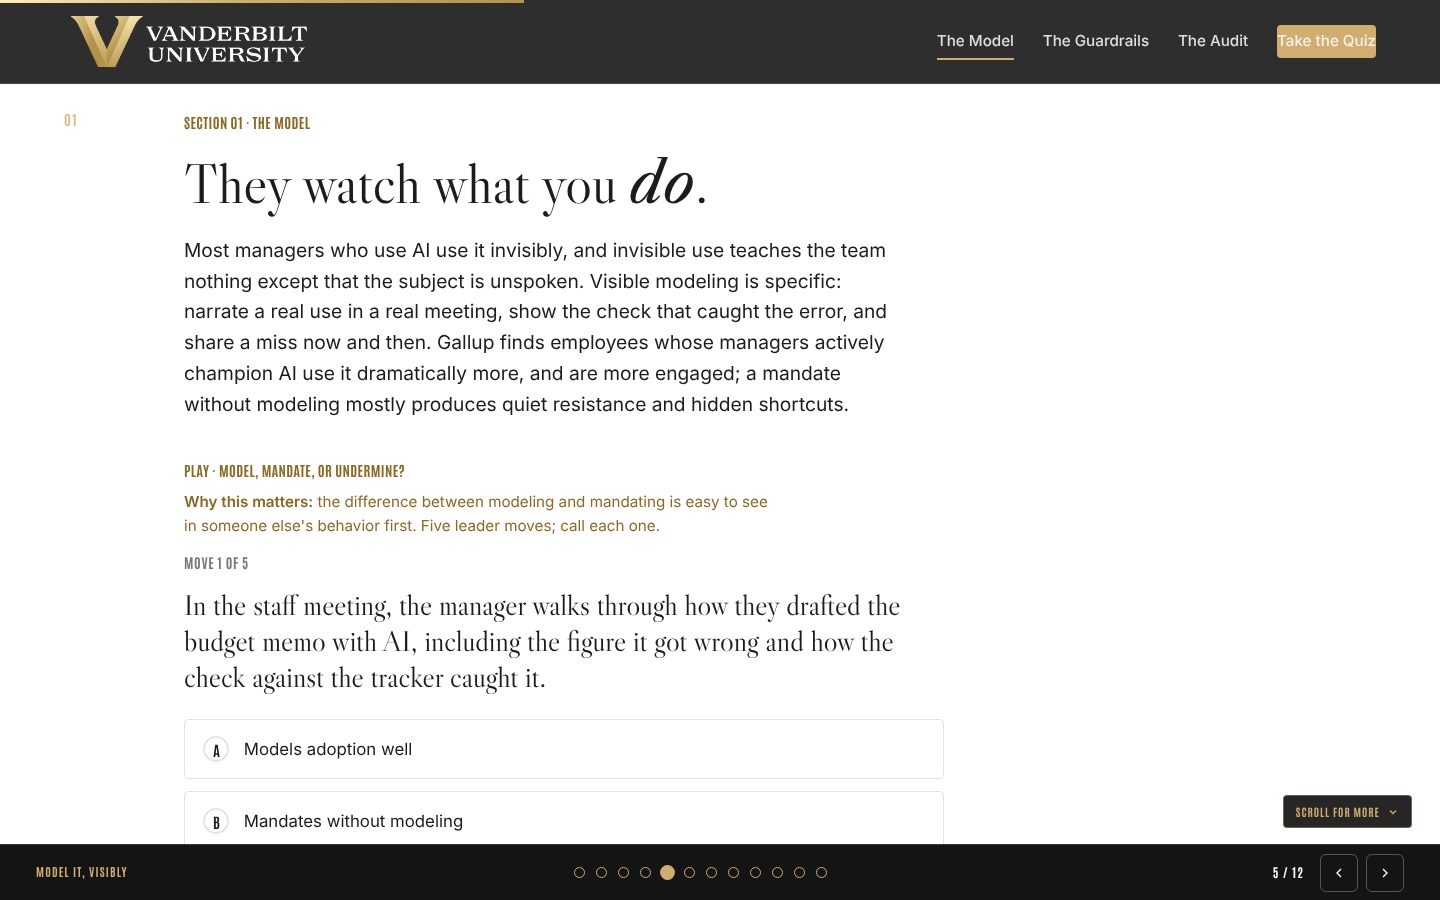 VANDERBILT
UNIVERSITY
The Model
The Guardrails
The Audit
Take the Quiz
01
SECTION 01 · THE MODEL
They watch what you do.
Most managers who use AI use it invisibly, and invisible use teaches the team
nothing except that the subject is unspoken. Visible modeling is specific:
narrate a real use in a real meeting, show the check that caught the error, and
share a miss now and then. Gallup finds employees whose managers actively
champion AI use it dramatically more, and are more engaged; a mandate
without modeling mostly produces quiet resistance and hidden shortcuts.
PLAY · MODEL, MANDATE, OR UNDERMINE?
Why this matters: the difference between modeling and mandating is easy to see
in someone else's behavior first. Five leader moves; call each one.
MOVE 1 OF 5
In the staff meeting, the manager walks through how they drafted the
budget memo with AI, including the figure it got wrong and how the
check against the tracker caught it.
A Models adoption well
B Mandates without modeling
SCROLL FOR MORE
MODEL IT, VISIBLY
5 / 12